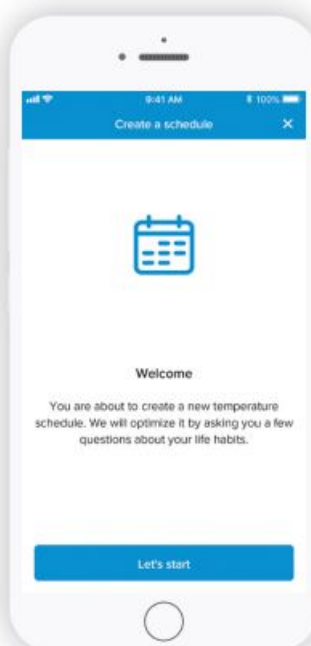 9:41 AM 100%
Create a schedule
Welcome
You are about to create a new temperature
schedule. We will optimize it by asking you a few
questions about your life habits.
Let's start